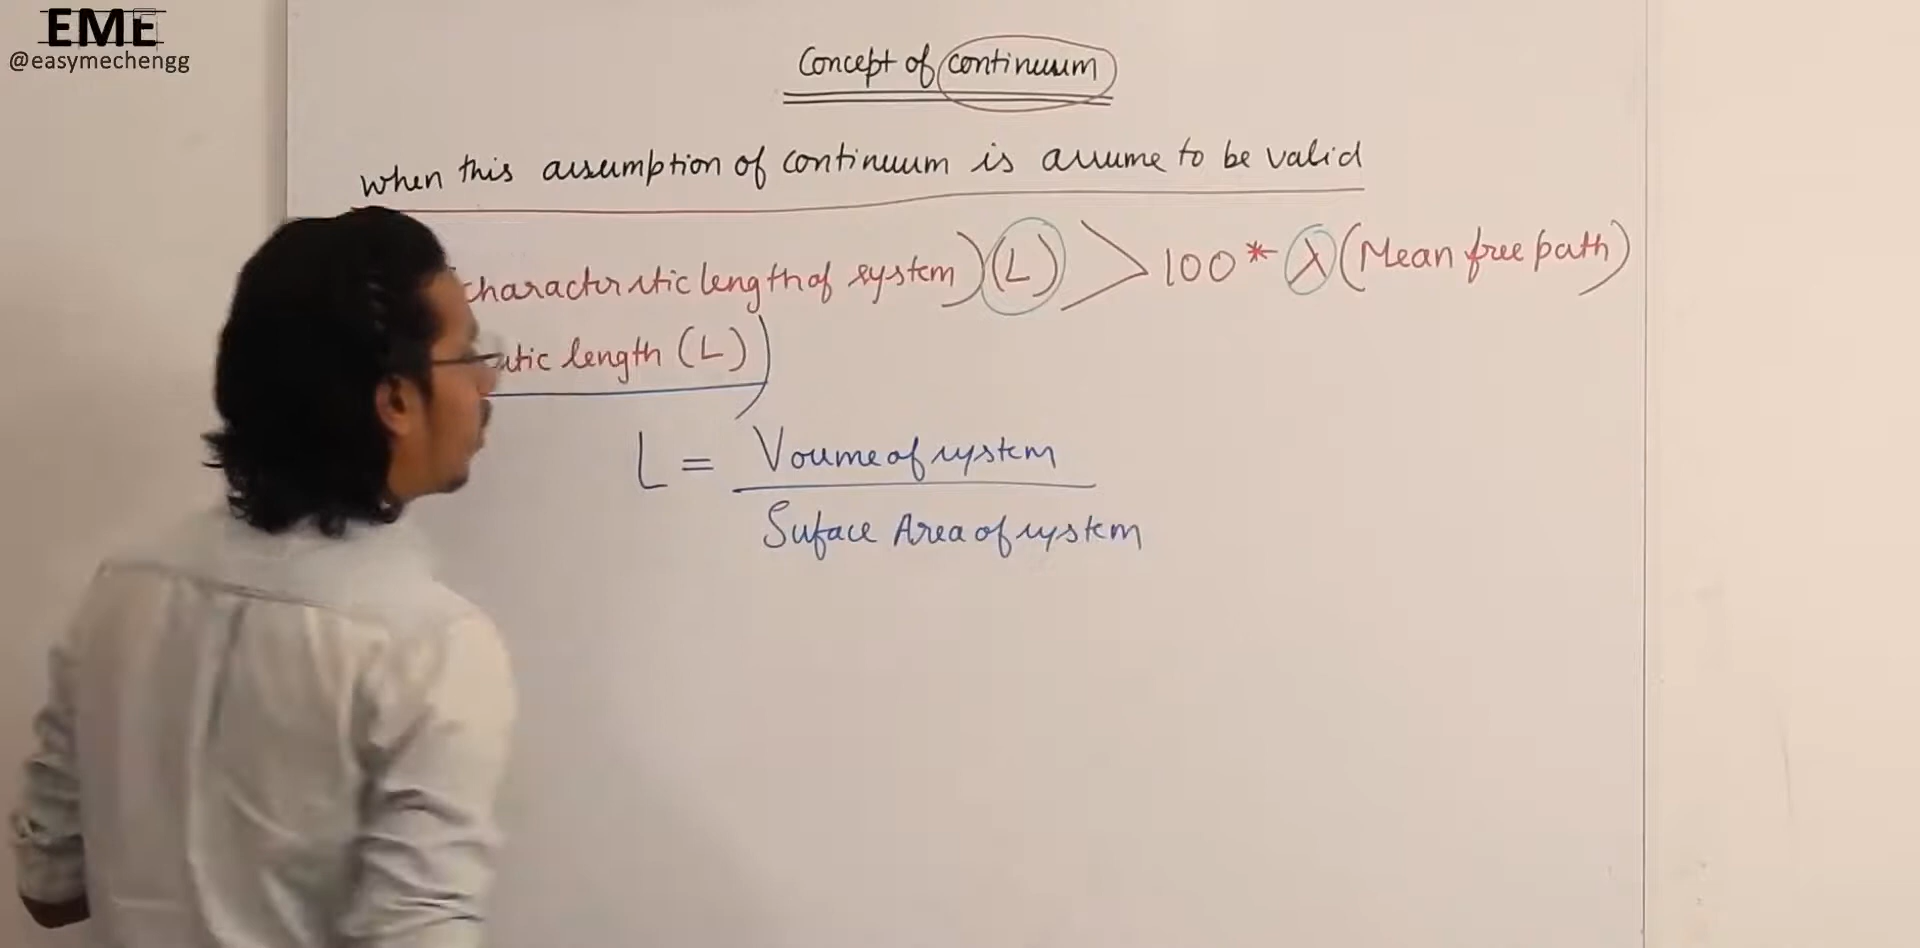 EME
@easymechengg
Concept of continuum
when this assumption of continuum is assume to be valid
characteristic length of system) (L) > 100 * λ (Mean free path)
length (L))
L = Voume of system
Suface Area of system